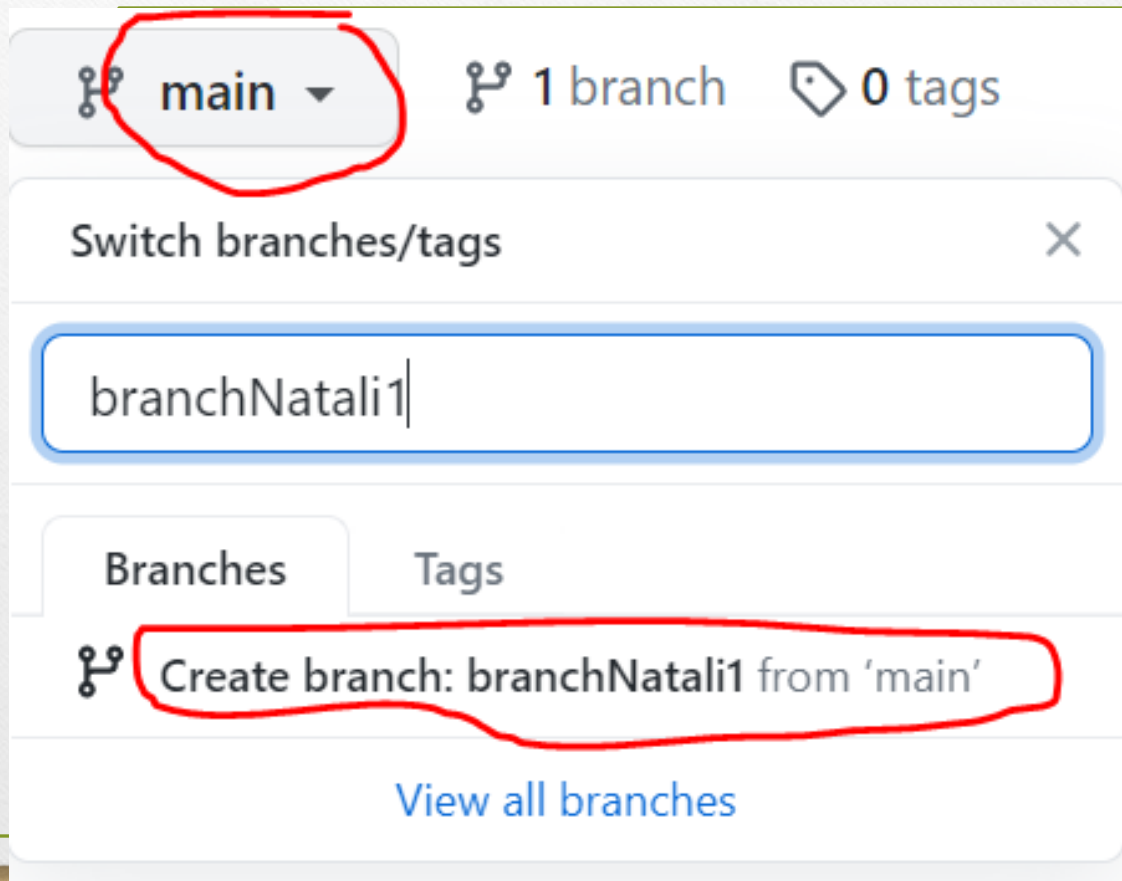 main 1 branch 0 tags
Switch branches/tags
branchNatali1
Branches Tags
Create branch: branchNatali1 from ‘main’
View all branches